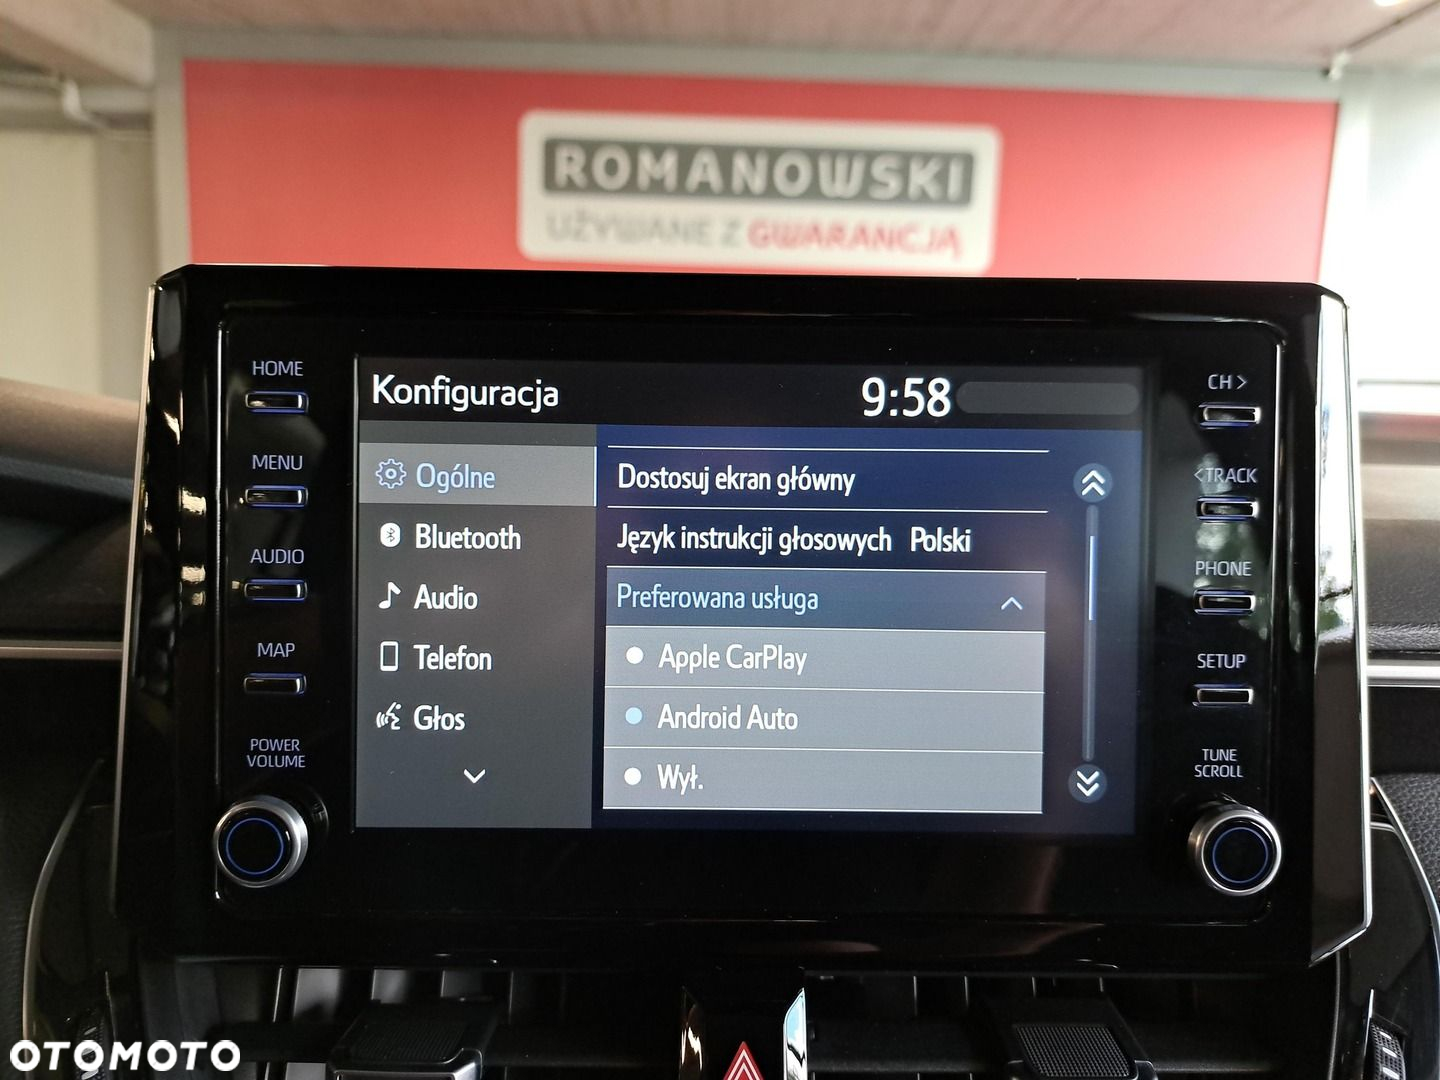 ROMANOWSKI
UŻYWANE Z GWARANCJĄ
HOME
MENU
AUDIO
MAP
POWER
VOLUME
Konfiguracja
9:58
Ogólne
Bluetooth
Audio
Telefon
Głos
Dostosuj ekran główny
Język instrukcji głosowych Polski
Preferowana usługa
Apple CarPlay
Android Auto
Wył.
CH >
< TRACK
PHONE
SETUP
TUNE
SCROLL
OTOMOTO